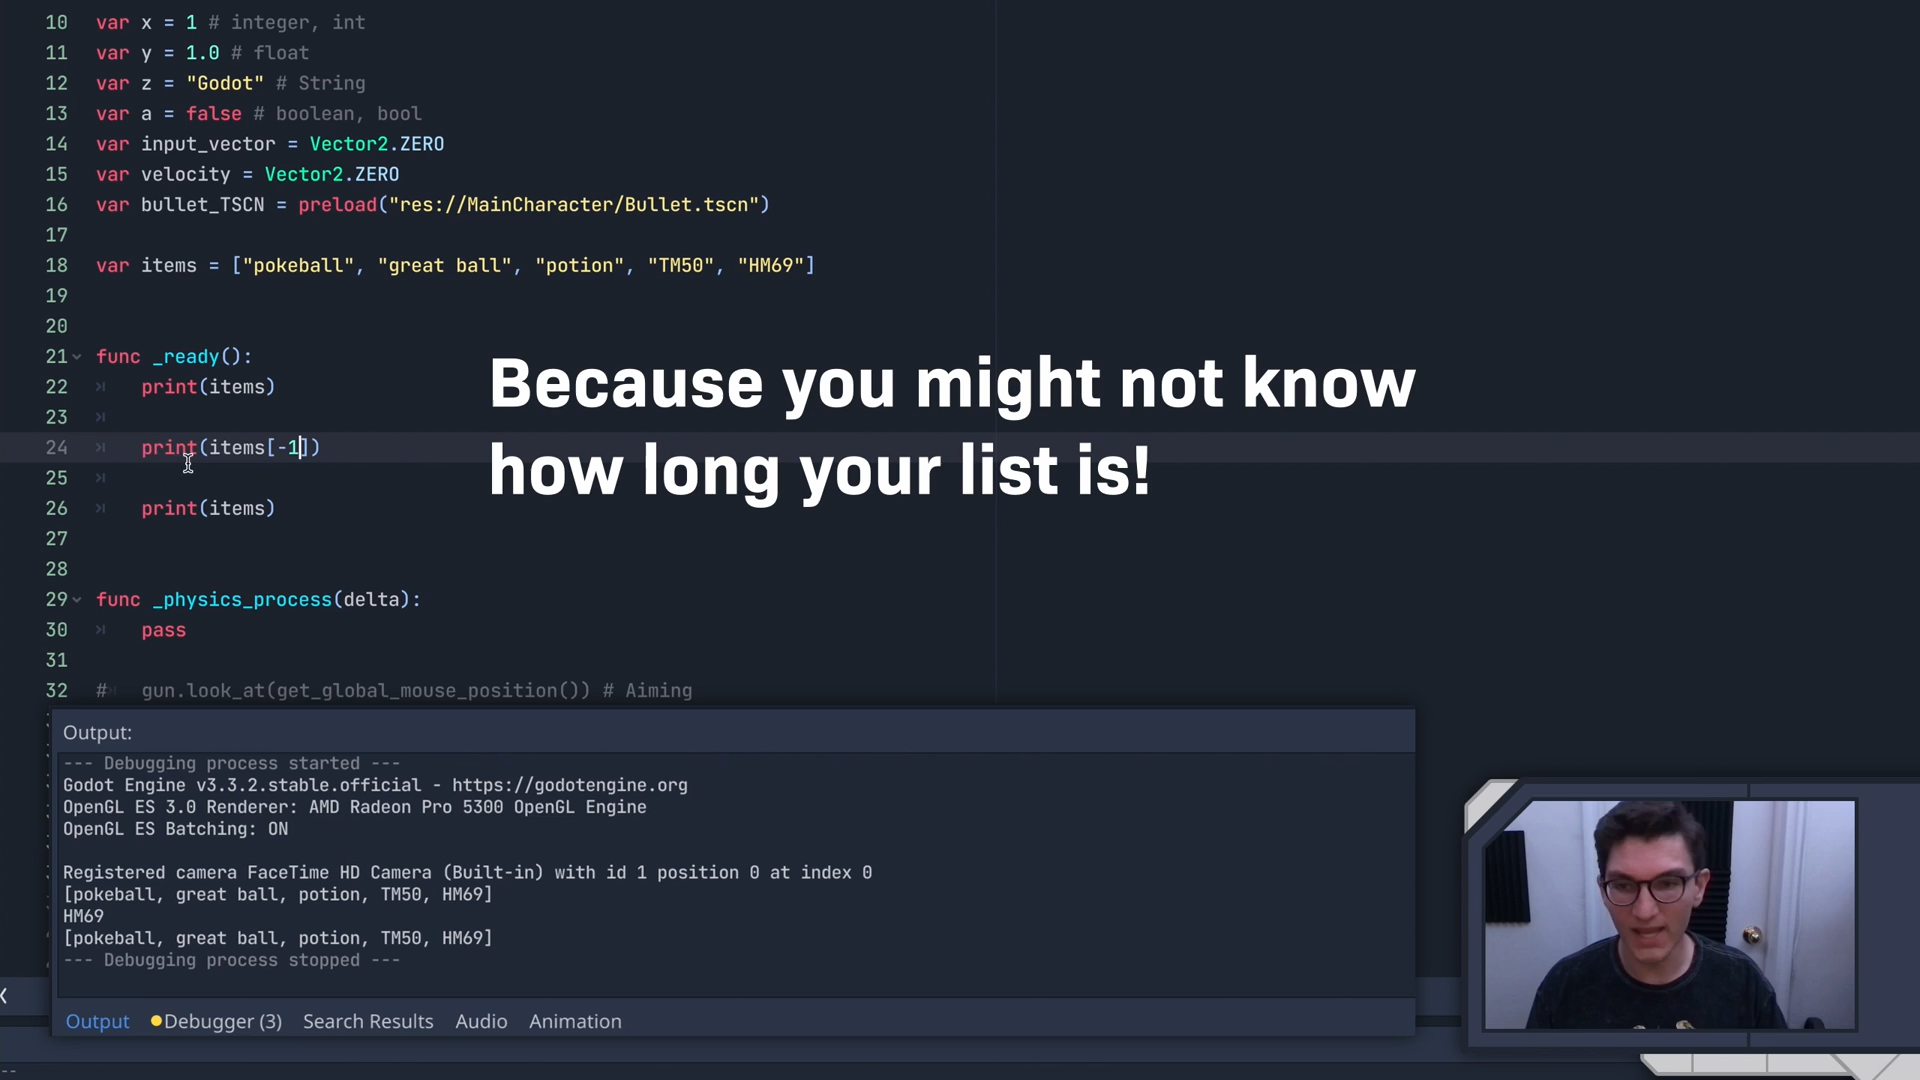 10 var x = 1 # integer, int
11 var y = 1.0 # float
12 var z = "Godot" # String
13 var a = false # boolean, bool
14 var input_vector = Vector2.ZERO
15 var velocity = Vector2.ZERO
16 var bullet_TSCN = preload("res://MainCharacter/Bullet.tscn")
17
18 var items = ["pokeball", "great ball", "potion", "TM50", "HM69"]
19
20
21 func _ready():
22 print(items)
23
24 print(items[-1])
25
26 print(items)
27
28
29 func _physics_process(delta):
30 pass
31
32 # gun.look_at(get_global_mouse_position()) # Aiming
Because you might not know
how long your list is!
Output:
--- Debugging process started ---
Godot Engine v3.3.2.stable.official - https://godotengine.org
OpenGL ES 3.0 Renderer: AMD Radeon Pro 5300 OpenGL Engine
OpenGL ES Batching: ON
Registered camera FaceTime HD Camera (Built-in) with id 1 position 0 at index 0
[pokeball, great ball, potion, TM50, HM69]
HM69
[pokeball, great ball, potion, TM50, HM69]
--- Debugging process stopped ---
Output Debugger (3) Search Results Audio Animation